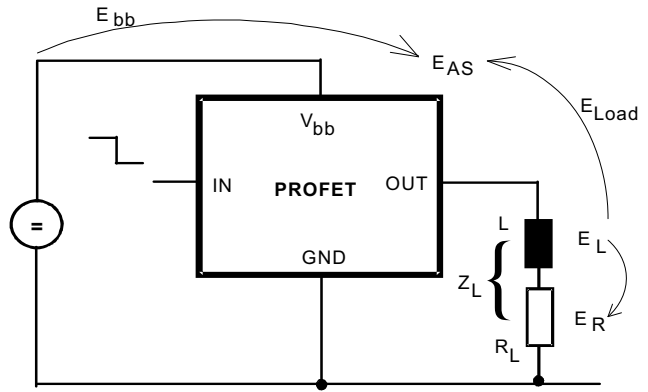 E bb
E AS
E Load
V bb
IN
PROFET
OUT
=
GND
L
E L
Z L {
E R
R L